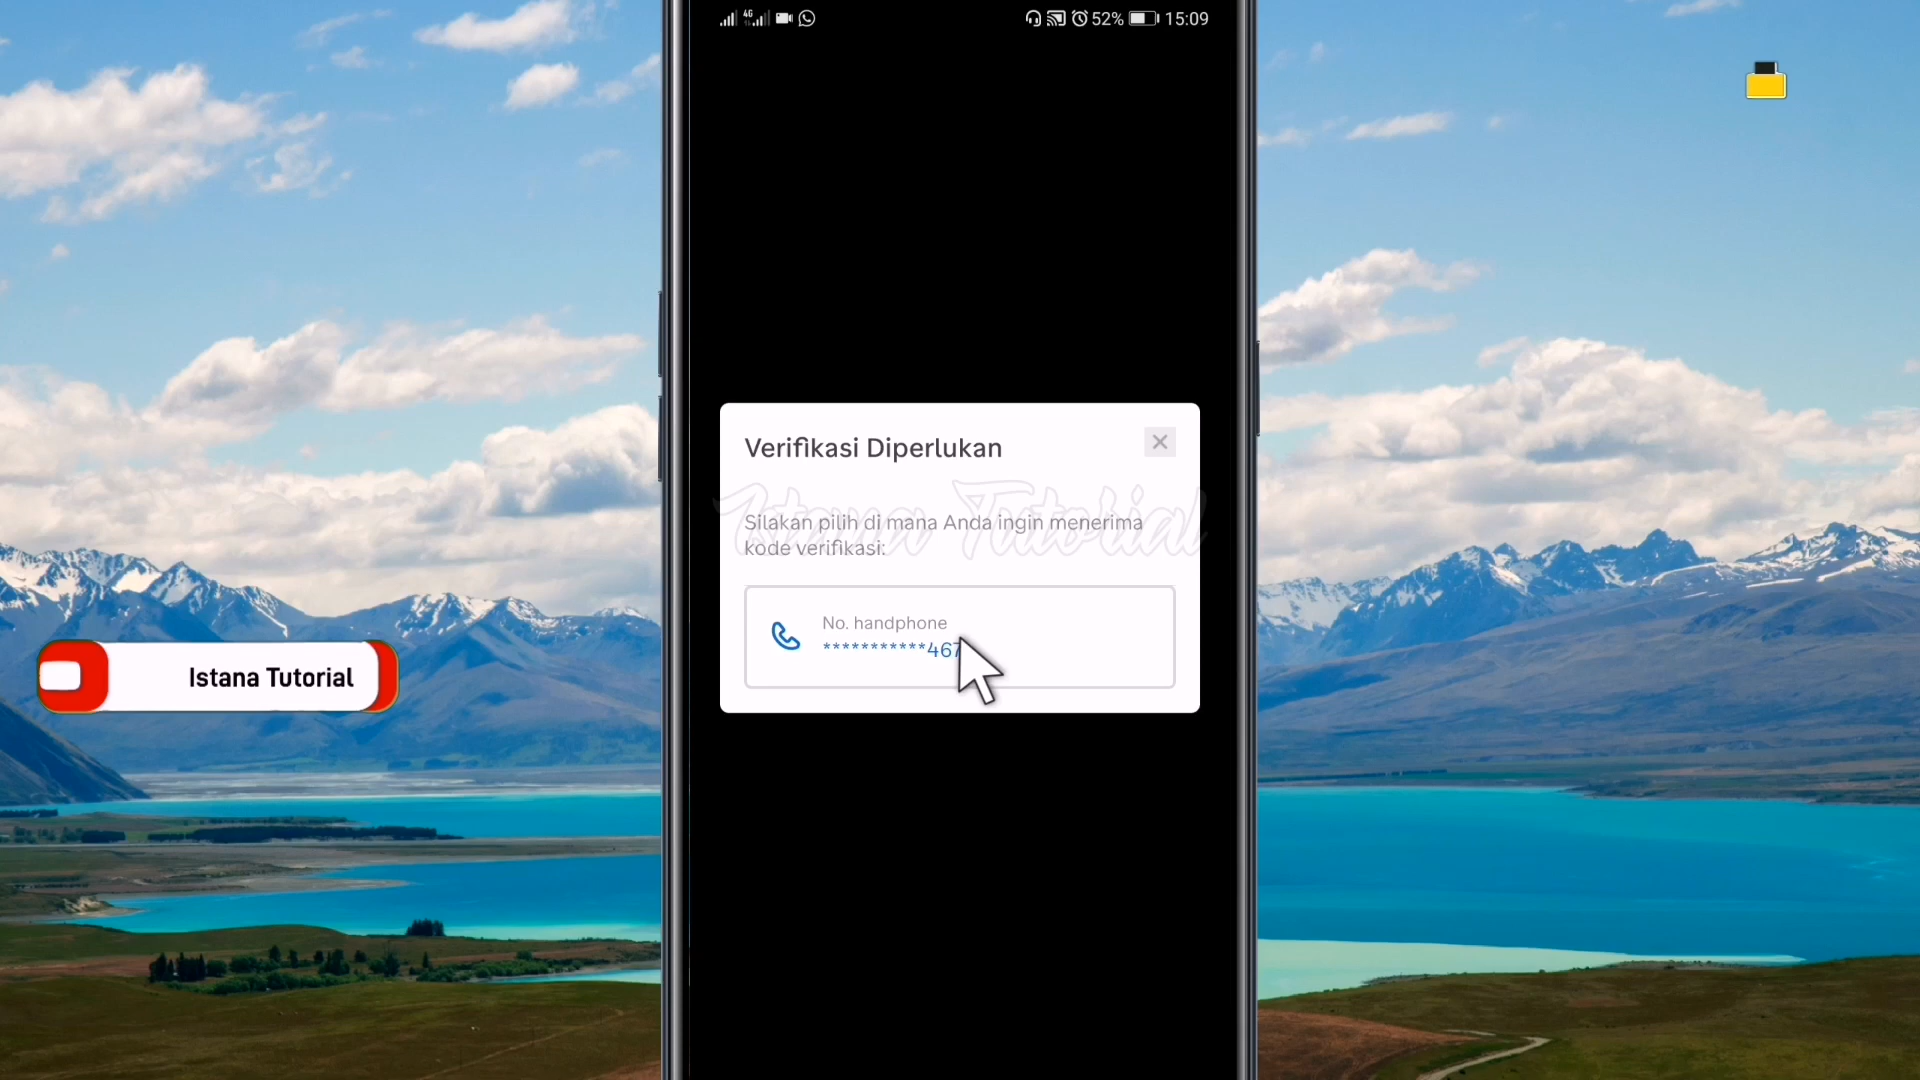 4G
52% 15:09
Verifikasi Diperlukan
Istana Tutorial
Silakan pilih di mana Anda ingin menerima
kode verifikasi:
No. handphone
***********467
Istana Tutorial